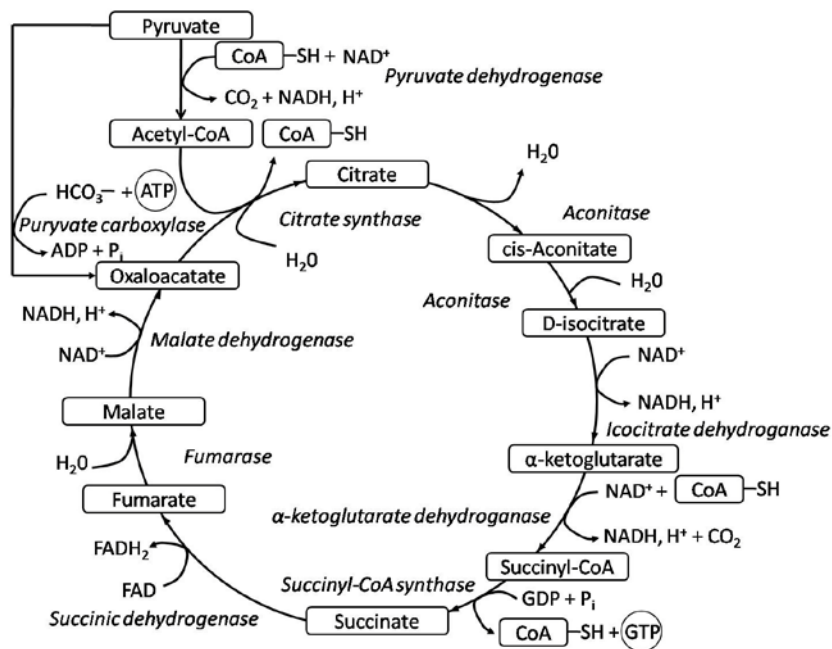 Pyruvate
CoA –SH + NAD⁺
Pyruvate dehydrogenase
CO₂ + NADH, H⁺
Acetyl-CoA
CoA –SH
Citrate
H₂0
HCO₃− + ATP
Puryvate carboxylase
ADP + Pᵢ
Citrate synthase
H₂0
Aconitase
cis-Aconitate
Oxaloacatate
Aconitase
H₂0
D-isocitrate
NADH, H⁺
NAD⁺
Malate dehydrogenase
NAD⁺
NADH, H⁺
Icocitrate dehydroganase
Malate
H₂0
Fumarase
α-ketoglutarate
NAD⁺ + CoA –SH
Fumarate
α-ketoglutarate dehydroganase
NADH, H⁺ + CO₂
FADH₂
FAD
Succinic dehydrogenase
Succinyl-CoA
Succinyl-CoA synthase
GDP + Pᵢ
Succinate
CoA –SH + GTP